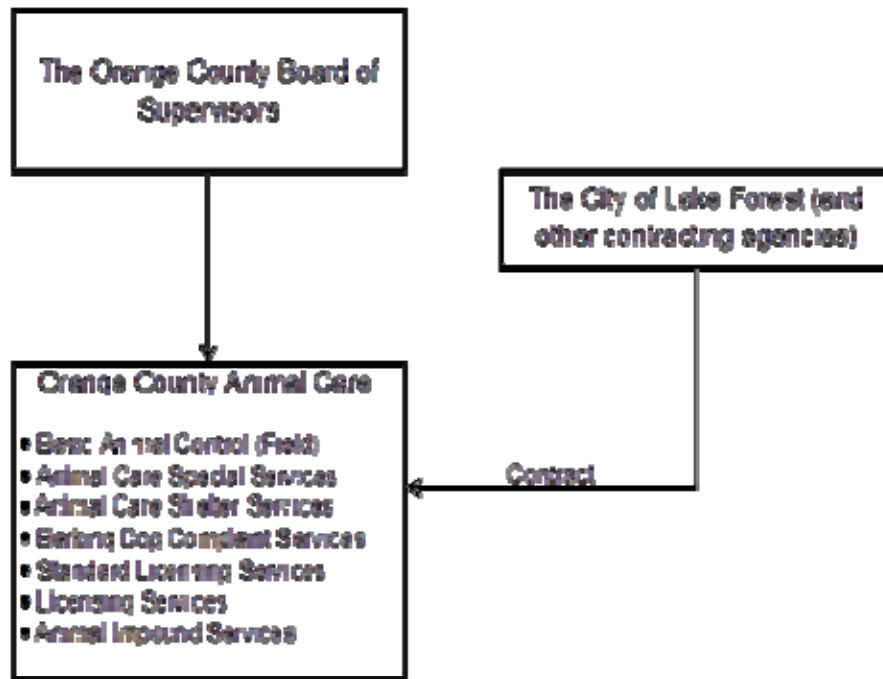 The Orange County Board of
Supervisors
The City of Lake Forest (and
other contracting agencies)
Orange County Animal Care
• Basic Animal Control (Field)
• Animal Care Special Services
• Animal Care Shelter Services
• Barking Dog Complaint Services
• Standard Licensing Services
• Licensing Services
• Animal Impound Services
Contract